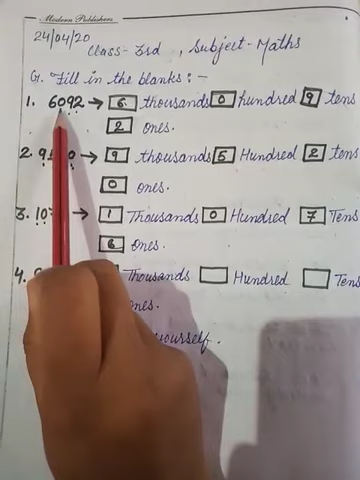 Modern Publishers
24/04/20
Class-3rd , Subject-Maths
G. Fill in the blanks :-
1. 6092 → 6 thousands 0 hundred 9 tens
2 ones.
2. → 9 thousands 5 Hundred 2 tens
0 ones.
3. → 1 Thousands 0 Hundred 7 Tens
6 ones.
4. Thousands Hundred Tens
ones.
yourself.